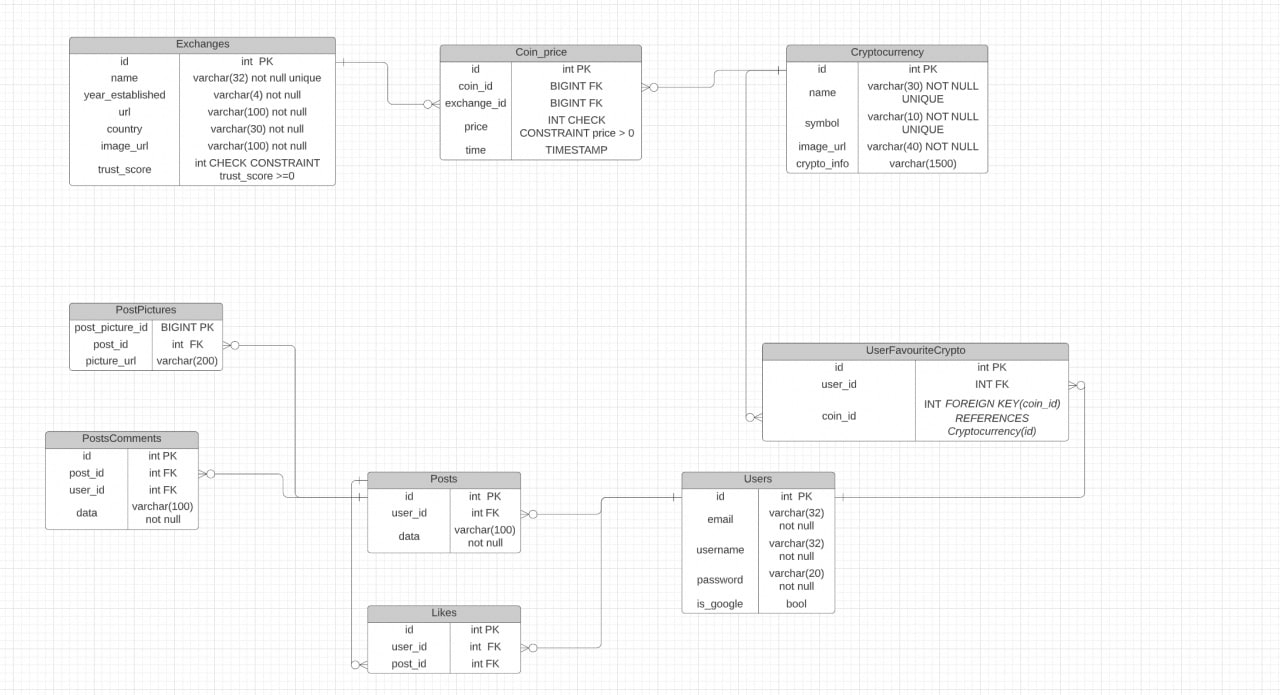 Exchanges
id int PK
name varchar(32) not null unique
year_established varchar(4) not null
url varchar(100) not null
country varchar(30) not null
image_url varchar(100) not null
trust_score int CHECK CONSTRAINT
trust_score >=0
Coin_price
id int PK
coin_id BIGINT FK
exchange_id BIGINT FK
price INT CHECK
CONSTRAINT price > 0
time TIMESTAMP
Cryptocurrency
id int PK
name varchar(30) NOT NULL
UNIQUE
symbol varchar(10) NOT NULL
UNIQUE
image_url varchar(40) NOT NULL
crypto_info varchar(1500)
PostPictures
post_picture_id BIGINT PK
post_id int FK
picture_url varchar(200)
UserFavouriteCrypto
id int PK
user_id INT FK
coin_id INT FOREIGN KEY(coin_id)
REFERENCES
Cryptocurrency(id)
PostsComments
id int PK
post_id int FK
user_id int FK
data varchar(100)
not null
Posts
id int PK
user_id int FK
data varchar(100)
not null
Users
id int PK
email varchar(32)
not null
username varchar(32)
not null
password varchar(20)
not null
is_google bool
Likes
id int PK
user_id int FK
post_id int FK